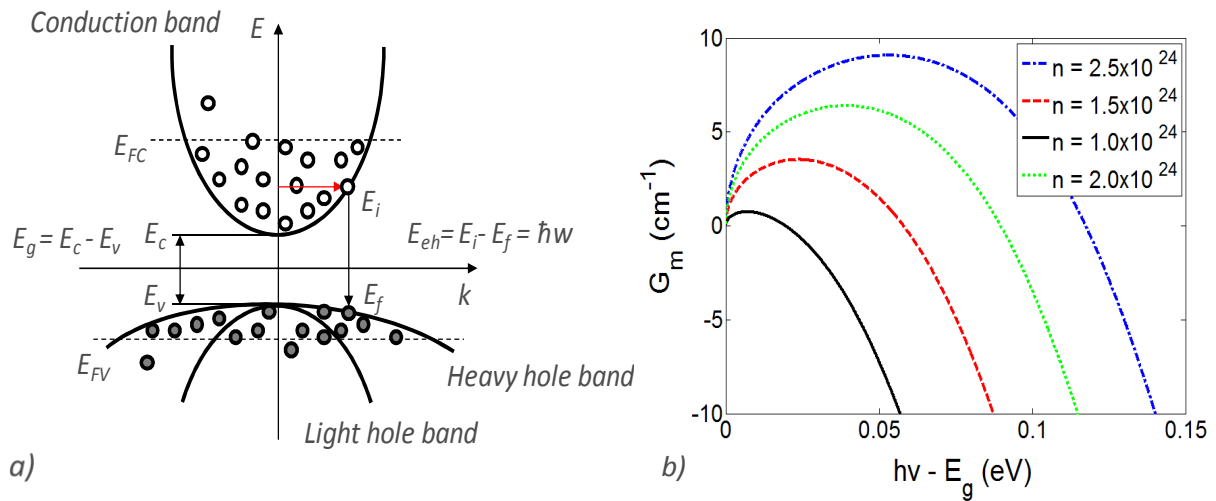 Conduction band
E
E_FC
E_i
E_g = E_c - E_v
E_c
E_eh = E_i - E_f = ħw
E_v
E_f
k
E_FV
Heavy hole band
Light hole band
a)
10
5
0
-5
-10
G_m (cm^-1)
n = 2.5x10^24
n = 1.5x10^24
n = 1.0x10^24
n = 2.0x10^24
0
0.05
0.1
0.15
hν - E_g (eV)
b)